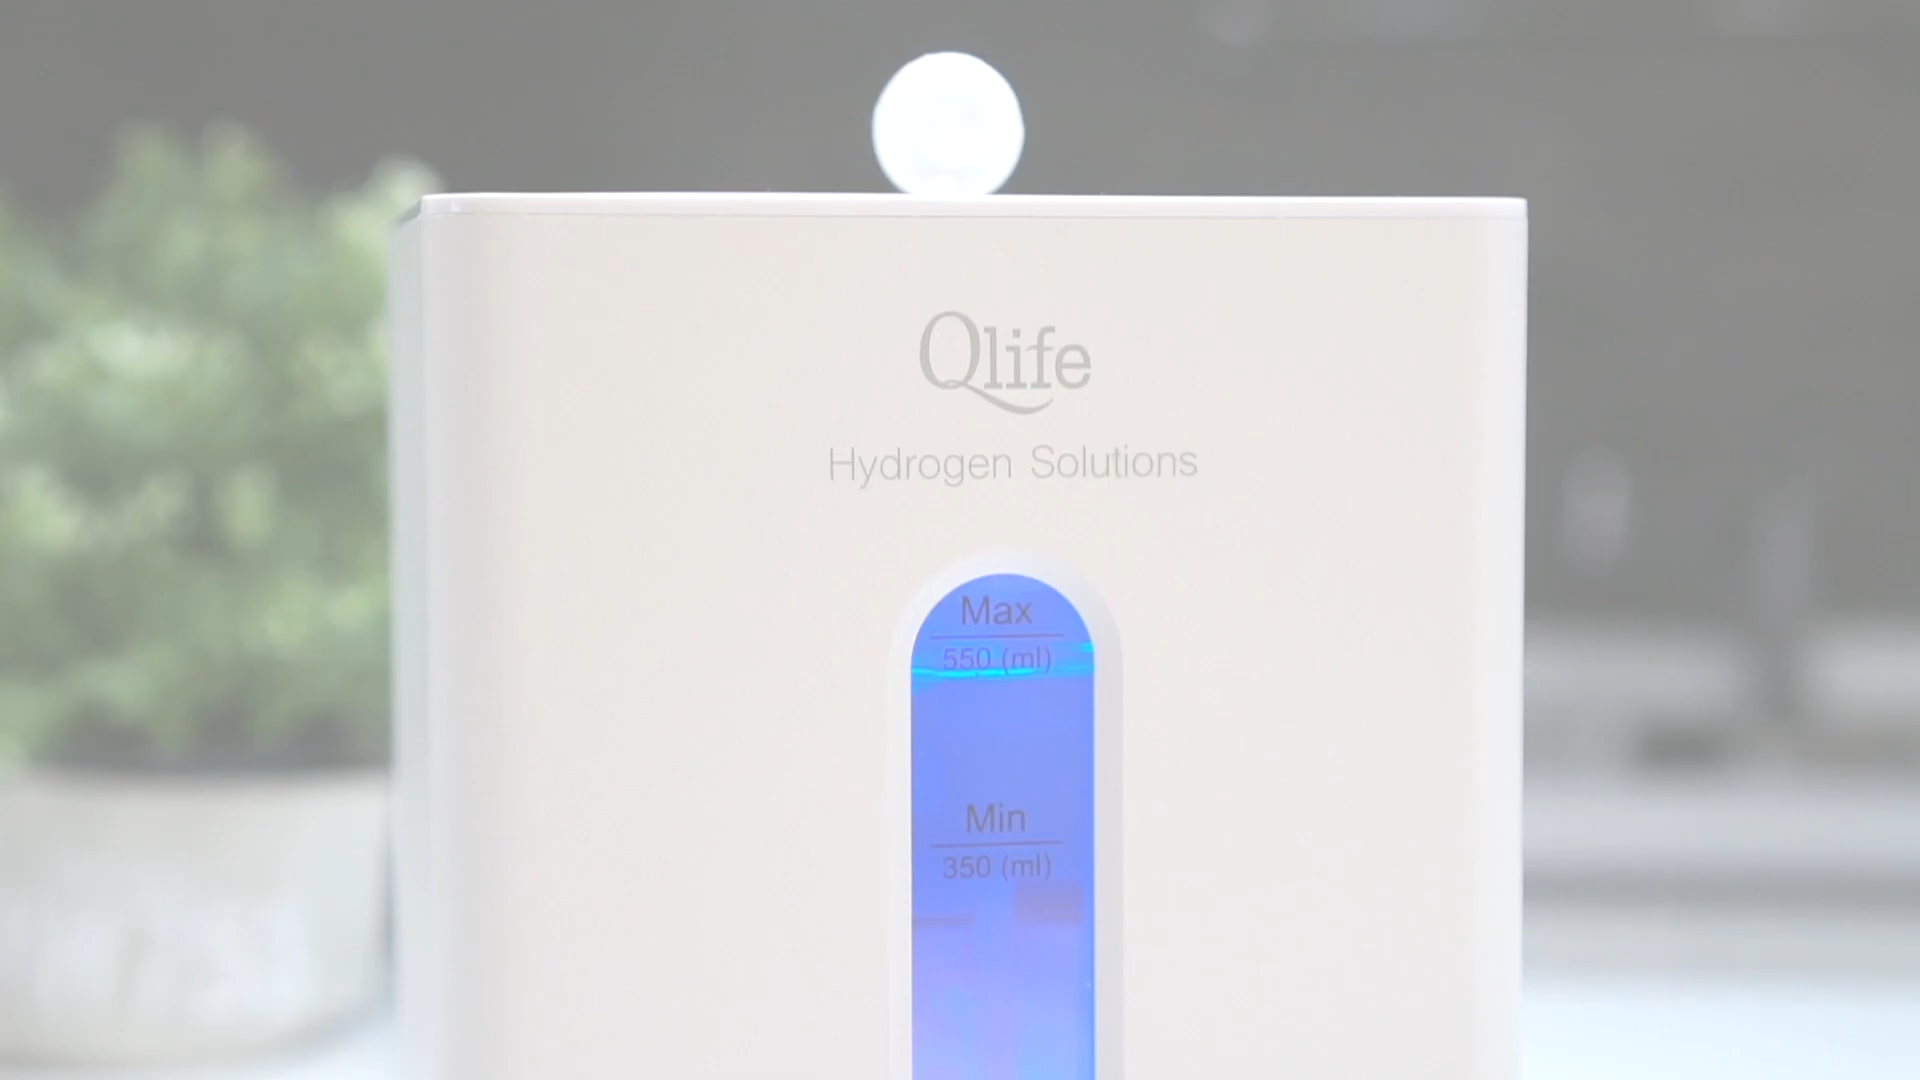 Qlife
Hydrogen Solutions
Max
550 (ml)
Min
350 (ml)